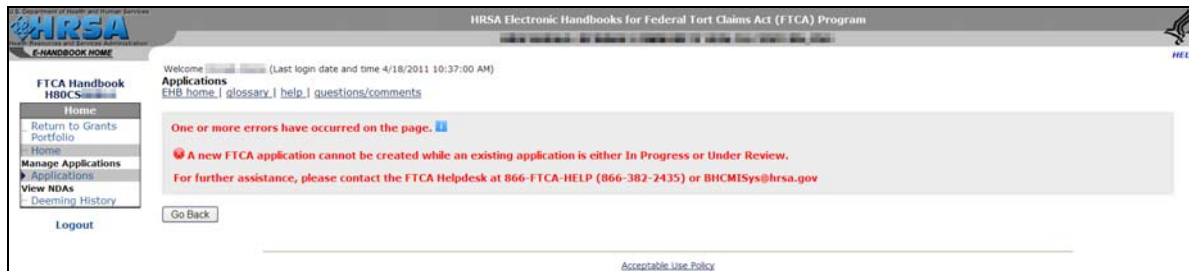 U.S. Department of Health and Human Services
HRSA
Health Resources and Services Administration
E-HANDBOOK HOME
HRSA Electronic Handbooks for Federal Tort Claims Act (FTCA) Program
HELP
FTCA Handbook
H80CS
Home
Return to Grants
Portfolio
Home
Manage Applications
Applications
View NDAs
Deeming History
Logout
Welcome (Last login date and time 4/18/2011 10:37:00 AM)
Applications
EHB home | glossary | help | questions/comments
One or more errors have occurred on the page.
A new FTCA application cannot be created while an existing application is either In Progress or Under Review.
For further assistance, please contact the FTCA Helpdesk at 866-FTCA-HELP (866-382-2435) or BHCMISys@hrsa.gov
Go Back
Acceptable Use Policy